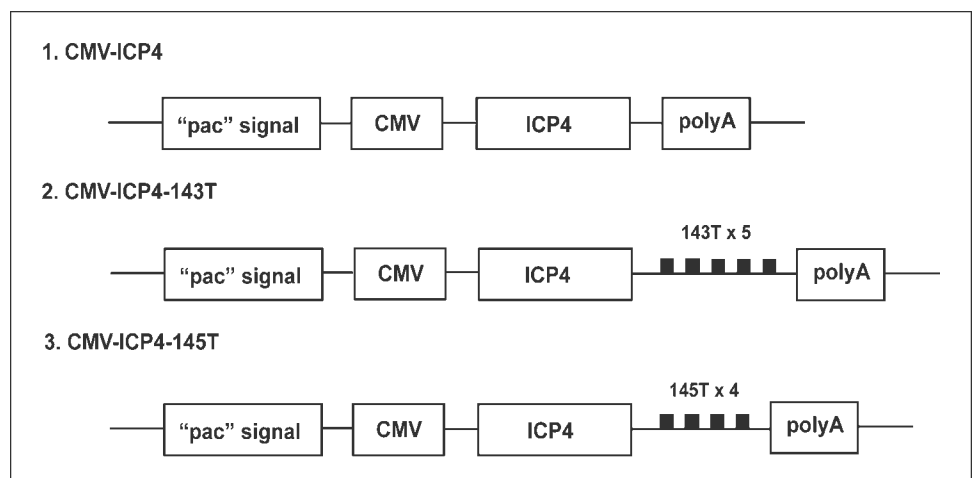 1. CMV-ICP4
“pac” signal CMV ICP4 polyA
2. CMV-ICP4-143T
143T x 5
“pac” signal CMV ICP4 polyA
3. CMV-ICP4-145T
145T x 4
“pac” signal CMV ICP4 polyA